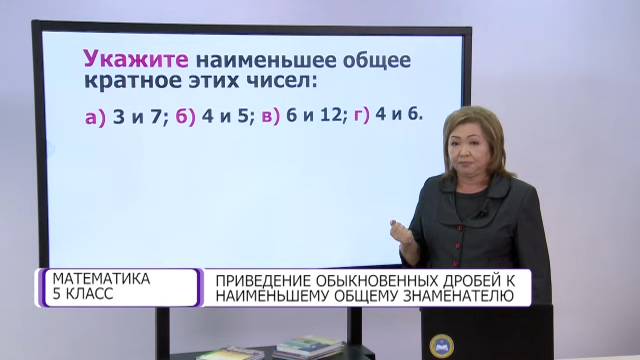 Укажите наименьшее общее
кратное этих чисел:
а) 3 и 7; б) 4 и 5; в) 6 и 12; г) 4 и 6.
МАТЕМАТИКА
5 КЛАСС
ПРИВЕДЕНИЕ ОБЫКНОВЕННЫХ ДРОБЕЙ К
НАИМЕНЬШЕМУ ОБЩЕМУ ЗНАМЕНАТЕЛЮ